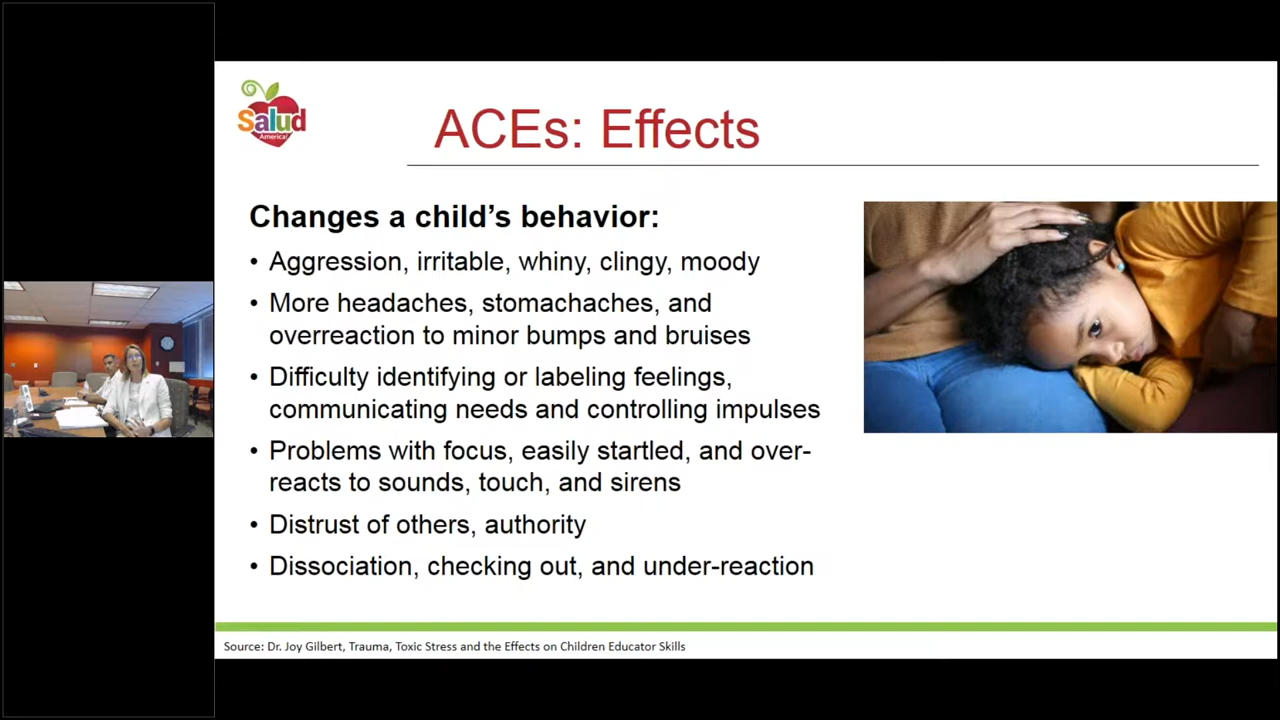 Salud
America!
ACEs: Effects
Changes a child’s behavior:
• Aggression, irritable, whiny, clingy, moody
• More headaches, stomachaches, and
overreaction to minor bumps and bruises
• Difficulty identifying or labeling feelings,
communicating needs and controlling impulses
• Problems with focus, easily startled, and over-
reacts to sounds, touch, and sirens
• Distrust of others, authority
• Dissociation, checking out, and under-reaction
Source: Dr. Joy Gilbert, Trauma, Toxic Stress and the Effects on Children Educator Skills